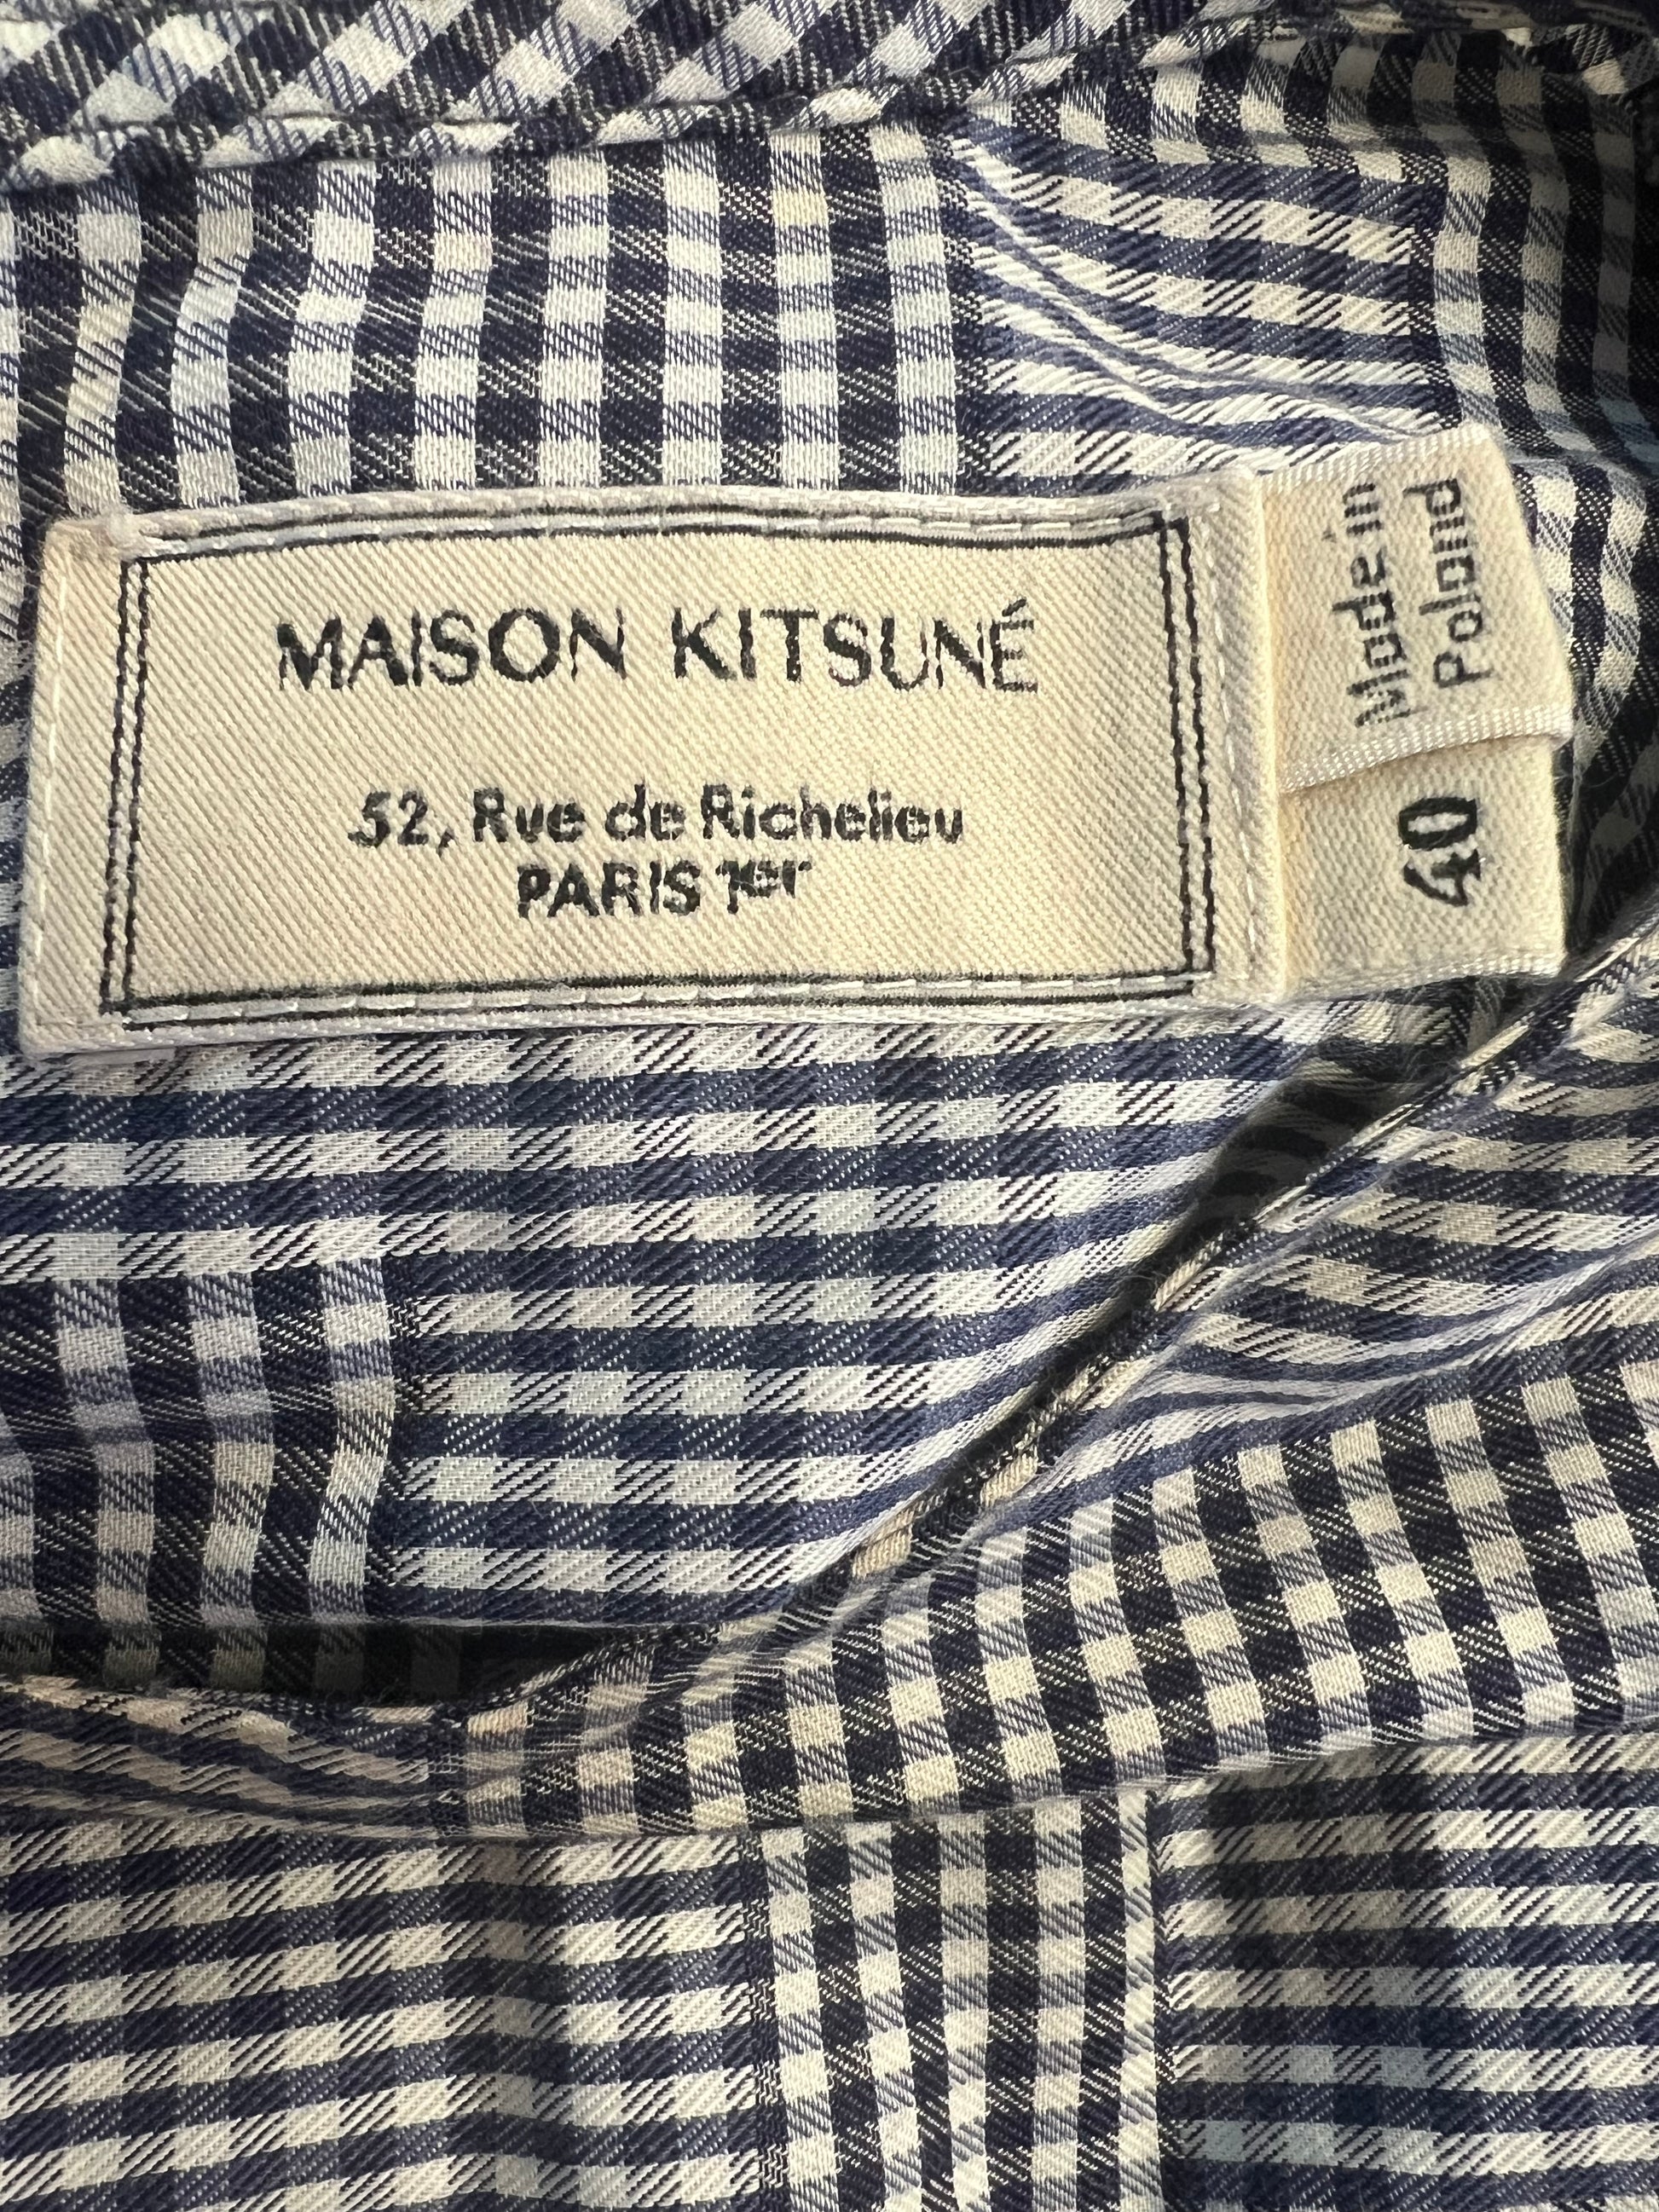 MAISON KITSUNÉ
52, Rue de Richelieu
PARIS 1er
Made in
Poland
40